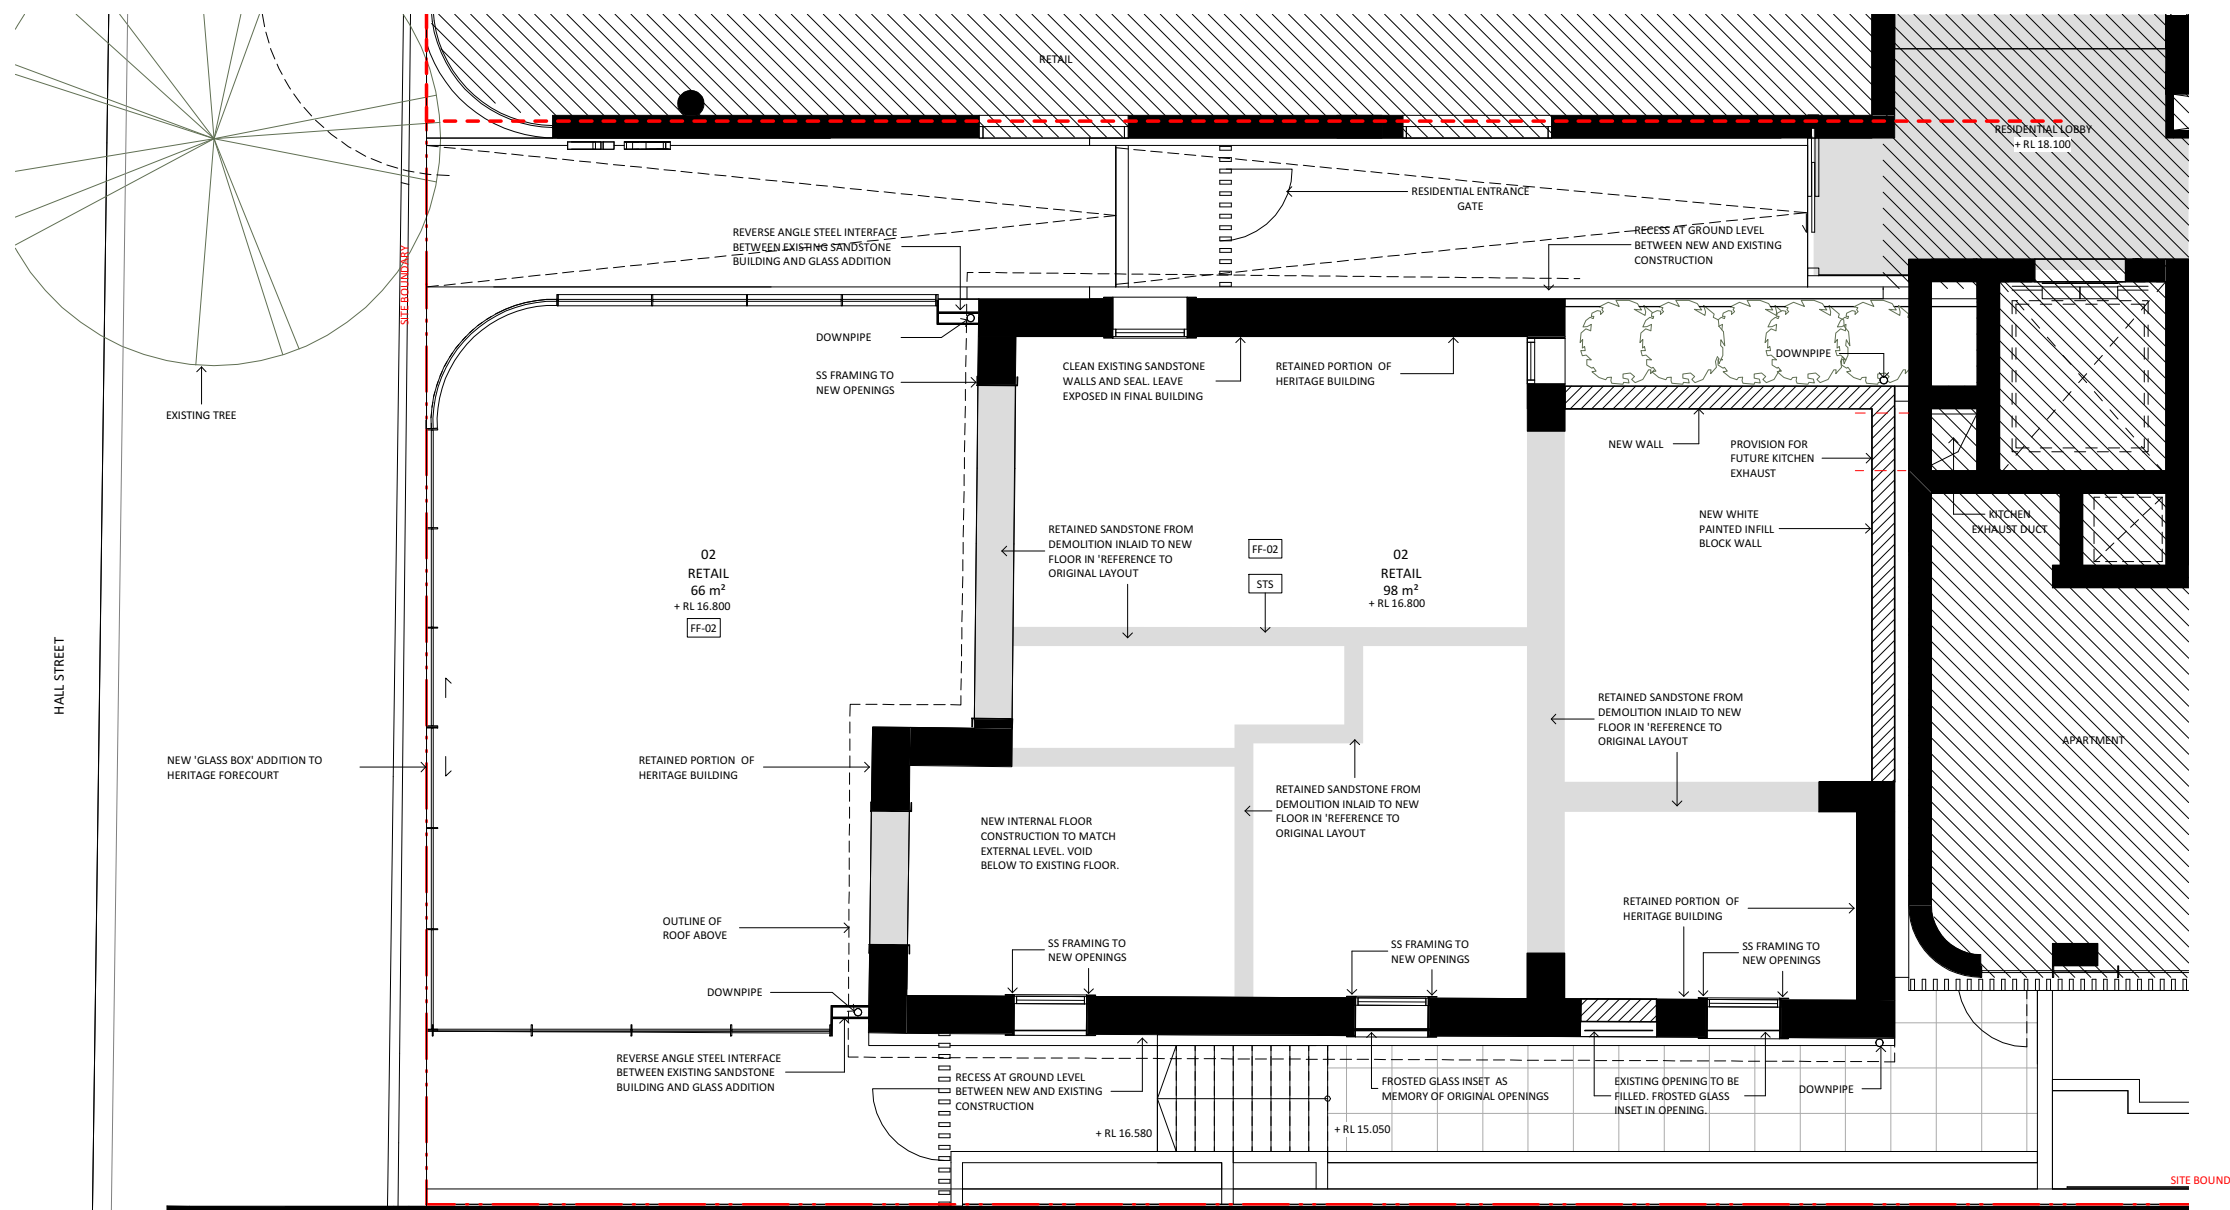 RETAIL
RESIDENTIAL LOBBY
+ RL 18.100
RESIDENTIAL ENTRANCE
GATE
REVERSE ANGLE STEEL INTERFACE
BETWEEN EXISTING SANDSTONE
BUILDING AND GLASS ADDITION
RECESS AT GROUND LEVEL
BETWEEN NEW AND EXISTING
CONSTRUCTION
SITE BOUNDARY
DOWNPIPE
DOWNPIPE
SS FRAMING TO
NEW OPENINGS
CLEAN EXISTING SANDSTONE
WALLS AND SEAL. LEAVE
EXPOSED IN FINAL BUILDING
RETAINED PORTION OF
HERITAGE BUILDING
EXISTING TREE
NEW WALL
PROVISION FOR
FUTURE KITCHEN
EXHAUST
NEW WHITE
PAINTED INFILL
BLOCK WALL
KITCHEN
EXHAUST DUCT
RETAINED SANDSTONE FROM
DEMOLITION INLAID TO NEW
FLOOR IN 'REFERENCE TO
ORIGINAL LAYOUT
02
RETAIL
66 m²
+ RL 16.800
FF-02
FF-02
STS
02
RETAIL
98 m²
+ RL 16.800
HALL STREET
RETAINED SANDSTONE FROM
DEMOLITION INLAID TO NEW
FLOOR IN 'REFERENCE TO
ORIGINAL LAYOUT
APARTMENT
NEW 'GLASS BOX' ADDITION TO
HERITAGE FORECOURT
RETAINED PORTION OF
HERITAGE BUILDING
RETAINED SANDSTONE FROM
DEMOLITION INLAID TO NEW
FLOOR IN 'REFERENCE TO
ORIGINAL LAYOUT
NEW INTERNAL FLOOR
CONSTRUCTION TO MATCH
EXTERNAL LEVEL. VOID
BELOW TO EXISTING FLOOR.
RETAINED PORTION OF
HERITAGE BUILDING
OUTLINE OF
ROOF ABOVE
SS FRAMING TO
NEW OPENINGS
SS FRAMING TO
NEW OPENINGS
SS FRAMING TO
NEW OPENINGS
DOWNPIPE
REVERSE ANGLE STEEL INTERFACE
BETWEEN EXISTING SANDSTONE
BUILDING AND GLASS ADDITION
RECESS AT GROUND LEVEL
BETWEEN NEW AND EXISTING
CONSTRUCTION
FROSTED GLASS INSET AS
MEMORY OF ORIGINAL OPENINGS
EXISTING OPENING TO BE
FILLED. FROSTED GLASS
INSET IN OPENING.
DOWNPIPE
+ RL 16.580
+ RL 15.050
SITE BOUND